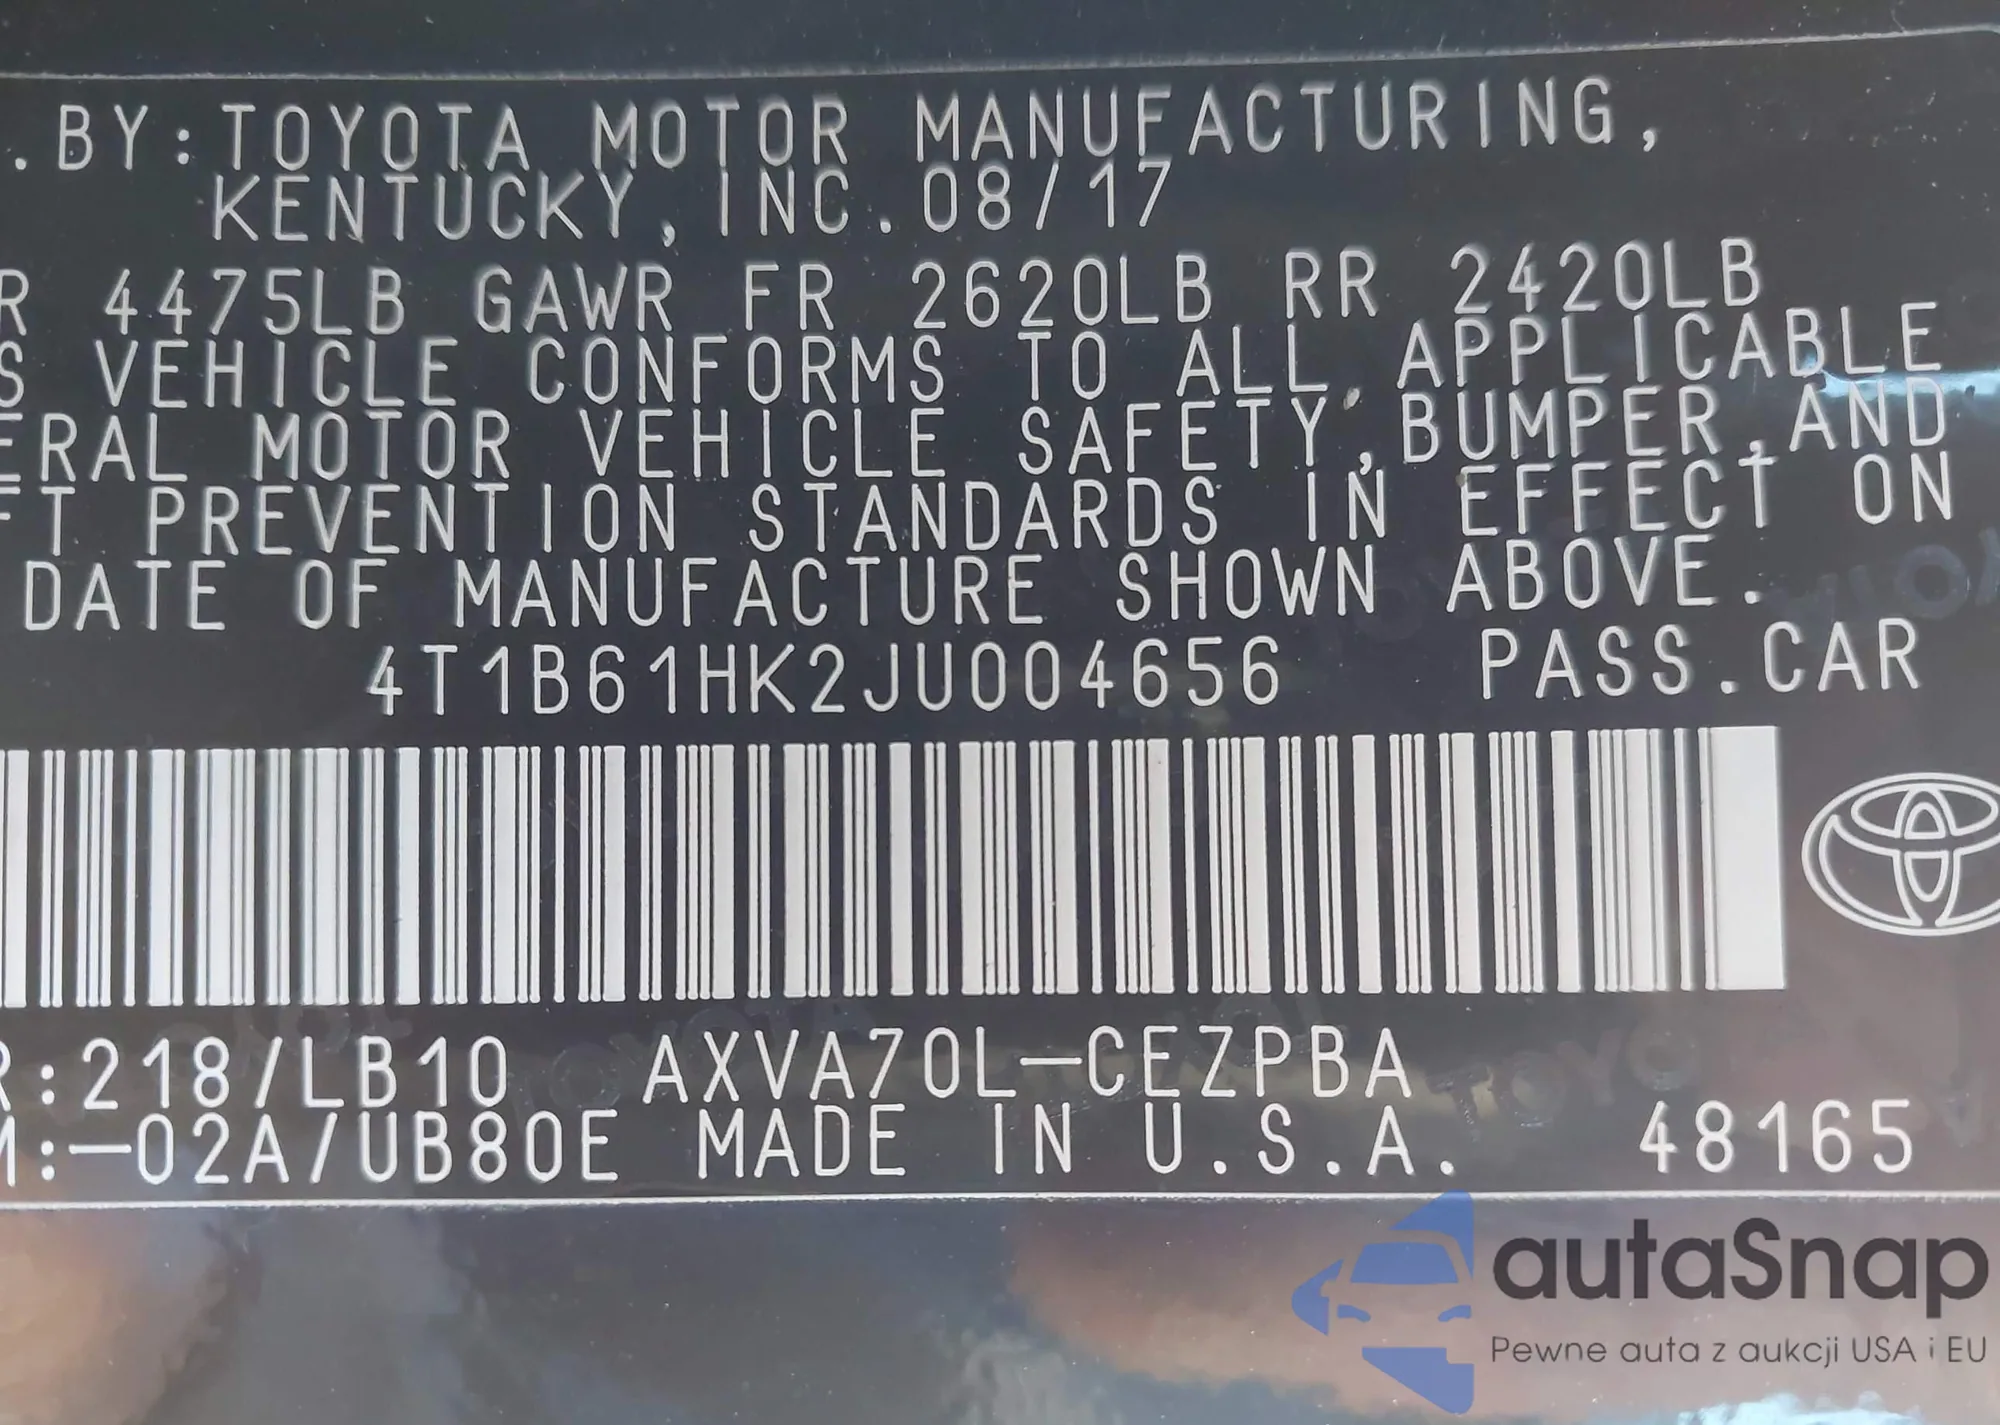 . BY: TOYOTA MOTOR MANUFACTURING,
KENTUCKY, INC. 08/17
R 4475LB GAWR FR 2620LB RR 2420LB
S VEHICLE CONFORMS TO ALL APPLICABLE
ERAL MOTOR VEHICLE SAFETY, BUMPER, AND
FT PREVENTION STANDARDS IN EFFECT ON
DATE OF MANUFACTURE SHOWN ABOVE.
4T1B61HK2JU004656 PASS. CAR
R:218/LB10 AXVA70L-CEZPBA
M:-02A/UB80E MADE IN U.S.A. 48165
autaSnap
Pewne auta z aukcji USA i EU